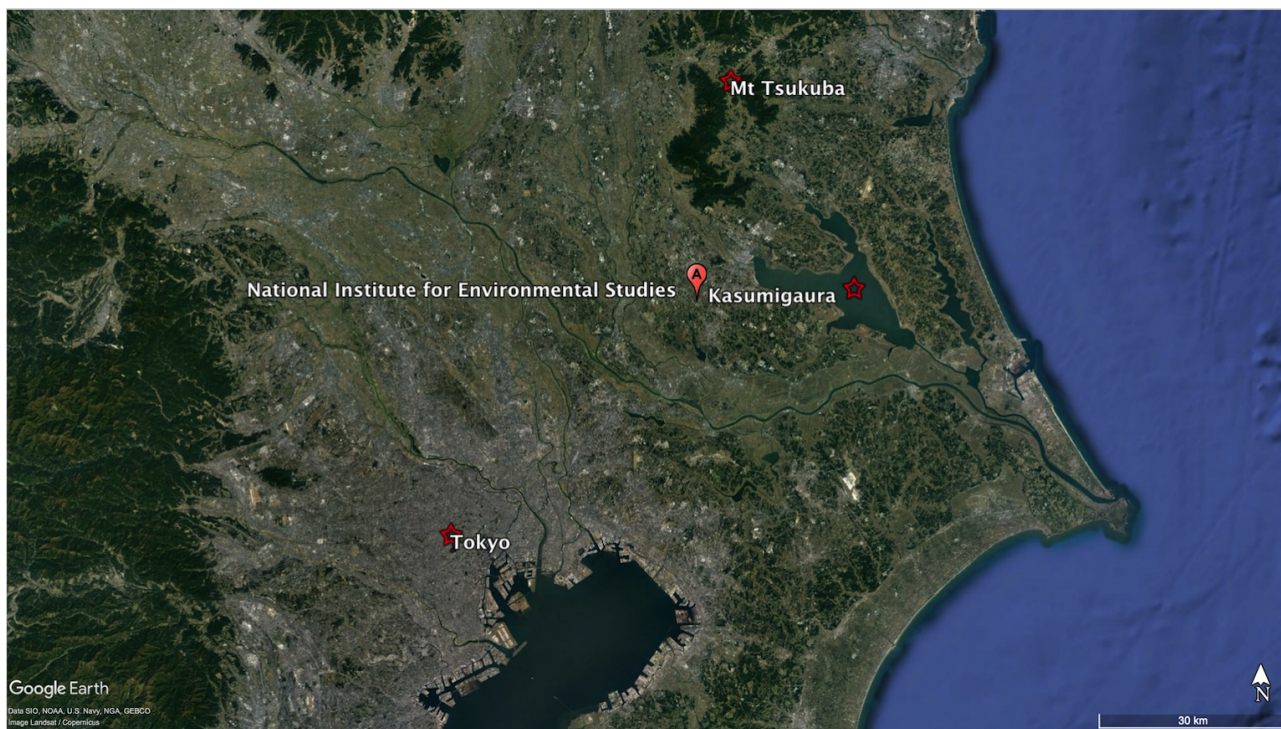 Mt Tsukuba
A
National Institute for Environmental Studies
Kasumigaura
Tokyo
Google Earth
Data SIO, NOAA, U.S. Navy, NGA, GEBCO
Image Landsat / Copernicus
N
30 km